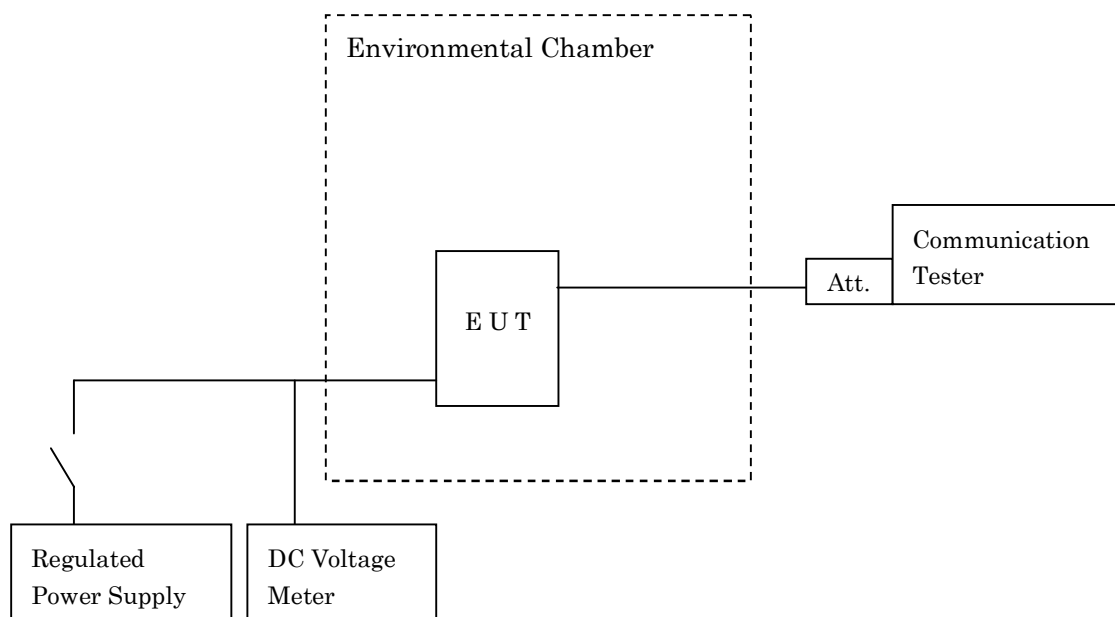 Environmental Chamber
Communication
Tester
Att.
E U T
Regulated
Power Supply
DC Voltage
Meter